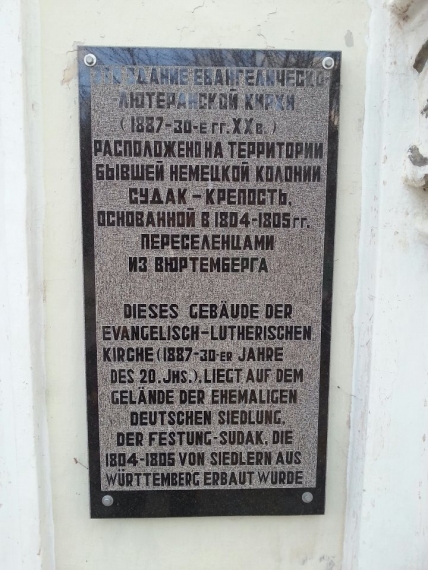 ЭТО ЗДАНИЕ ЕВАНГЕЛИЧЕСКО-
ЛЮТЕРАНСКОЙ КИРХИ
(1887-30-е гг. XX в.)
РАСПОЛОЖЕНО НА ТЕРРИТОРИИ
БЫВШЕЙ НЕМЕЦКОЙ КОЛОНИИ
СУДАК-КРЕПОСТЬ,
ОСНОВАННОЙ В 1804-1805 гг.
ПЕРЕСЕЛЕНЦАМИ
ИЗ ВЮРТЕМБЕРГА
DIESES GEBÄUDE DER
EVANGELISCH-LUTHERISCHEN
KIRCHE (1887-30-ER JAHRE
DES 20. JHS.), LIEGT AUF DEM
GELÄNDE DER EHEMALIGEN
DEUTSCHEN SIEDLUNG,
DER FESTUNG-SUDAK, DIE
1804-1805 VON SIEDLERN AUS
WÜRTTEMBERG ERBAUT WURDE